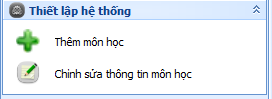 Thiết lập hệ thống
Thêm môn học
Chỉnh sửa thông tin môn học